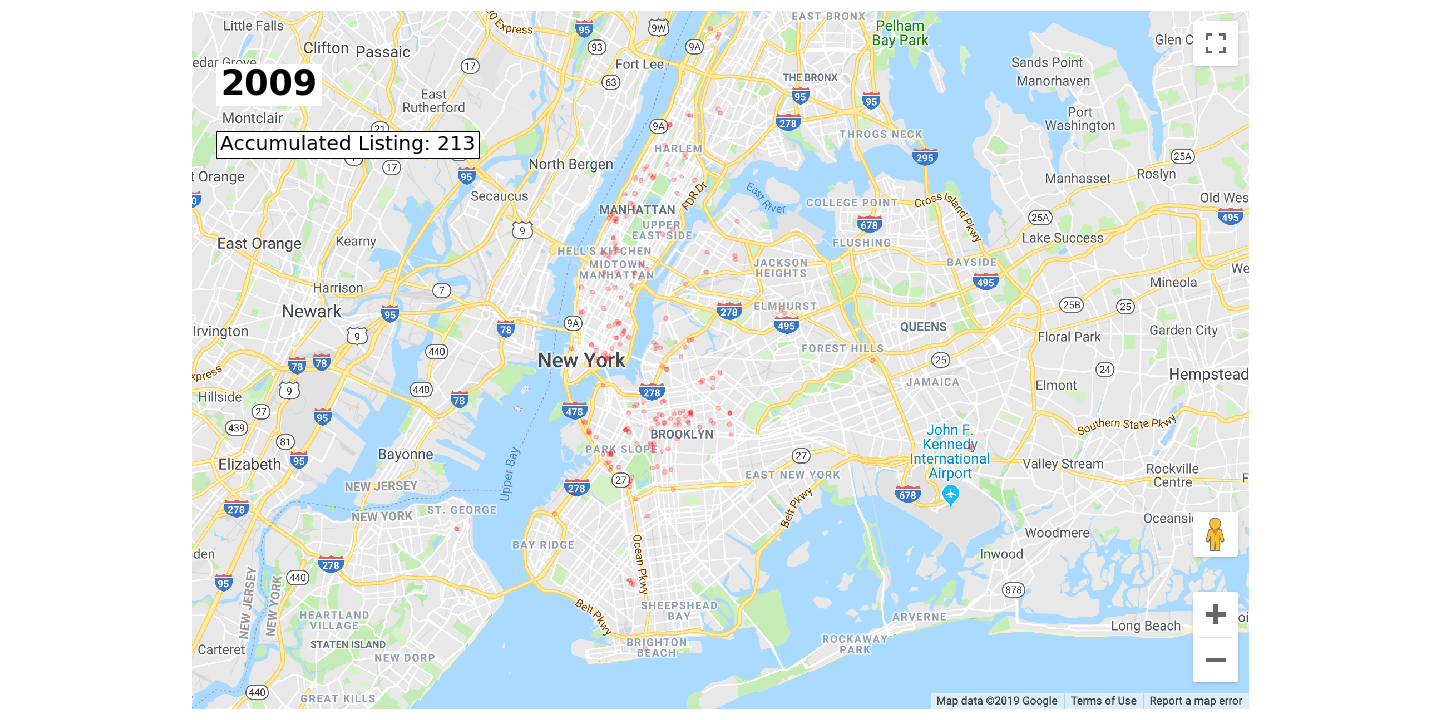 2009
Accumulated Listing: 213
Little Falls
Clifton
Passaic
17
East
Rutherford
Montclair
21
17
North Bergen
95
Secaucus
East Orange
Kearny
Harrison
7
Newark
95
Irvington
9
78
78
78
440
9
Hillside
27
440
78
439
95
81
95
Elizabeth
Bayonne
NEW JERSEY
NEW YORK
ST. GEORGE
278
Upper Bay
278
440
95
NEW JERSEY
NEW YORK
HEARTLAND
VILLAGE
STATEN ISLAND
NEW DORP
Carteret
440
GREAT KILLS
95
93
9W
9A
63
Fort Lee
EAST BRONX
Pelham
Bay Park
THE BRONX
95
95
278
THROGS NECK
295
9A
HARLEM
FDR Dr
MANHATTAN
UPPER
EAST SIDE
9
HELL'S KITCHEN
MIDTOWN
MANHATTAN
East River
COLLEGE POINT
Cross Island Pkwy
678
FLUSHING
JACKSON
HEIGHTS
BAYSIDE
495
ELMHURST
278
495
QUEENS
9A
New York
FOREST HILLS
25
JAMAICA
278
478
BROOKLYN
PARK SLOPE
27
27
EAST NEW YORK
278
John F.
Kennedy
International
Airport
678
BAY RIDGE
Ocean Pkwy
Belt Pkwy
Belt Pkwy
SHEEPSHEAD
BAY
BRIGHTON
BEACH
ROCKAWAY
PARK
ARVERNE
Sands Point
Manorhaven
Port
Washington
25A
Roslyn
Manhasset
25A
Old Wes
495
Lake Success
Mineola
25B
25
Floral Park
Garden City
24
Elmont
Hempstead
Southern State Pkwy
Valley Stream
Rockville
Centre
Woodmere
Inwood
878
Long Beach
Map data ©2019 Google
Terms of Use
Report a map error